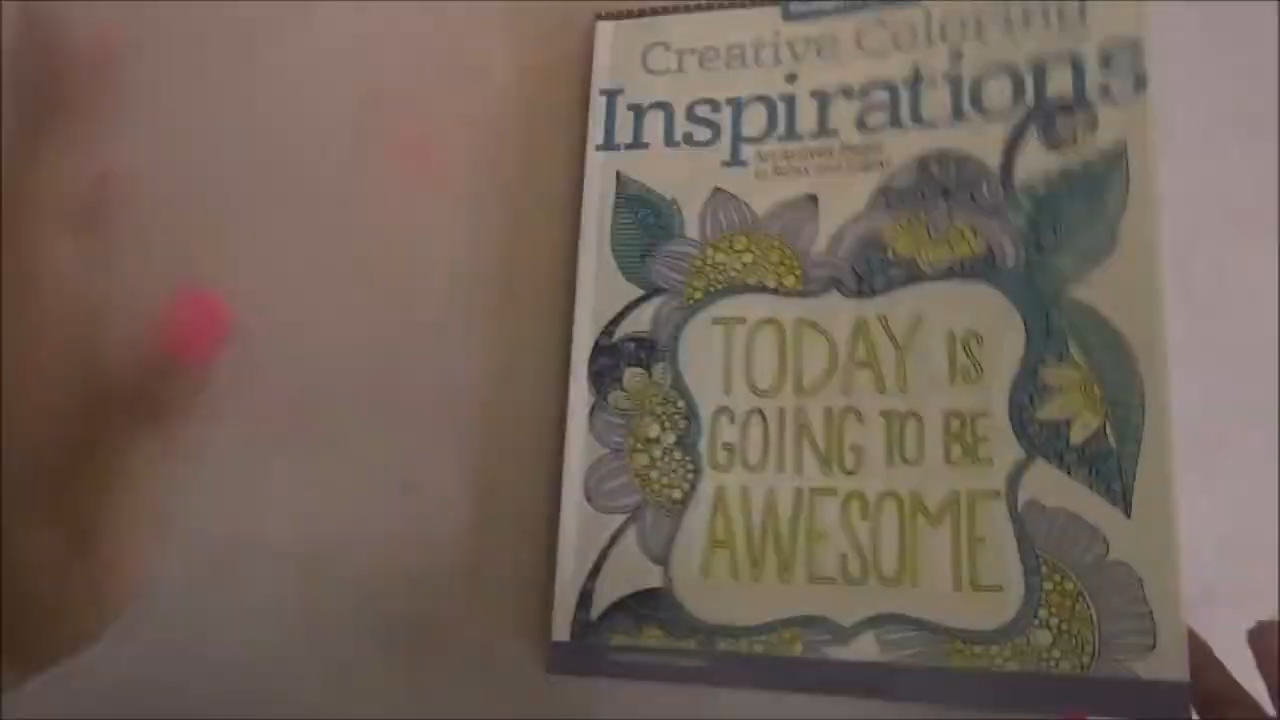 Creative Coloring
Inspirations
TODAY IS
GOING TO BE
AWESOME